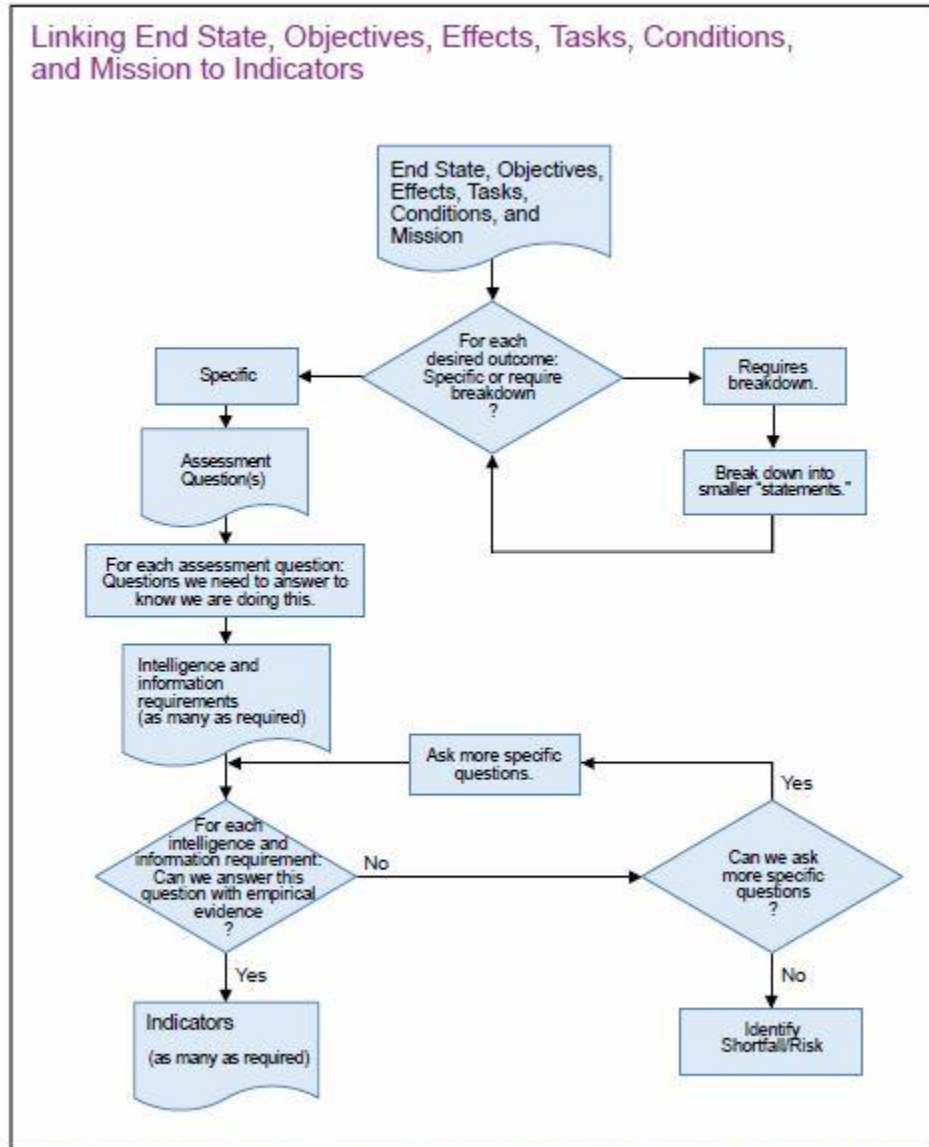 Linking End State, Objectives, Effects, Tasks, Conditions,
and Mission to Indicators
End State, Objectives,
Effects, Tasks,
Conditions, and
Mission
For each
desired outcome:
Specific or require
breakdown
?
Specific
Requires
breakdown.
Assessment
Question(s)
Break down into
smaller “statements.”
For each assessment question:
Questions we need to answer to
know we are doing this.
Intelligence and
information
requirements
(as many as required)
Ask more specific
questions.
Yes
For each
intelligence and
information requirement:
Can we answer this
question with empirical
evidence
?
No
Can we ask
more specific
questions
?
Yes
No
Indicators
(as many as required)
Identify
Shortfall/Risk